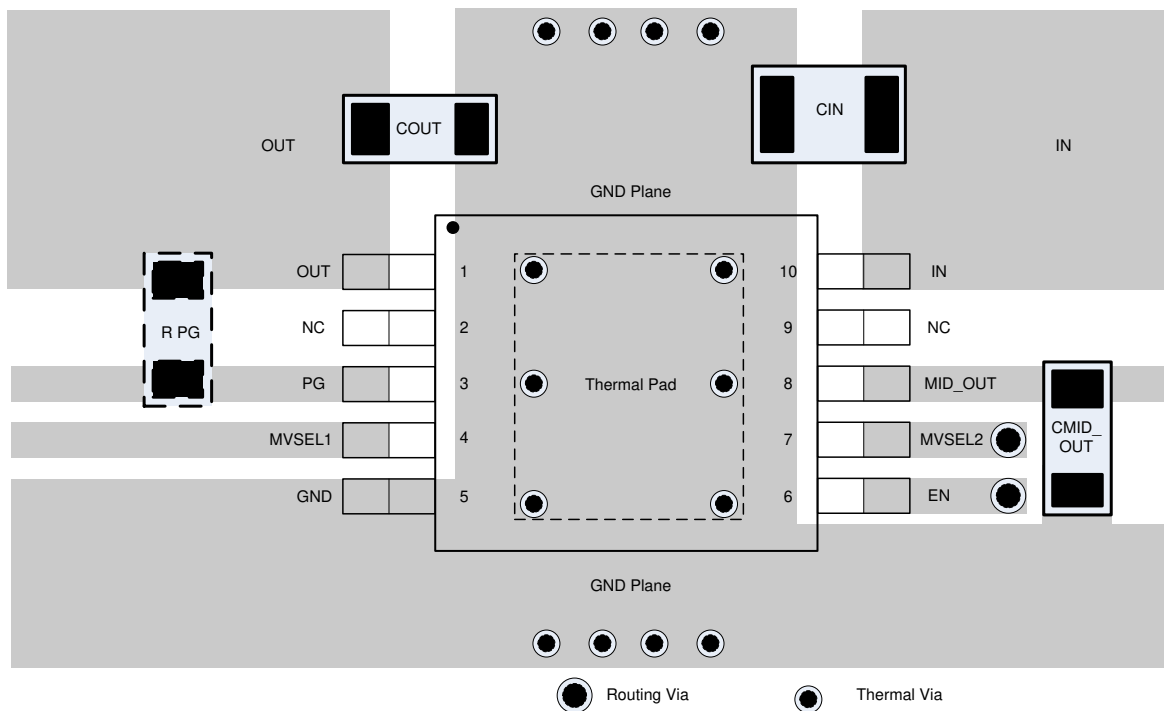 COUT
CIN
OUT
IN
GND Plane
OUT
1
10
IN
R PG
NC
2
9
NC
PG
3
Thermal Pad
8
MID_OUT
MVSEL1
4
7
MVSEL2
CMID_
OUT
GND
5
6
EN
GND Plane
Routing Via
Thermal Via